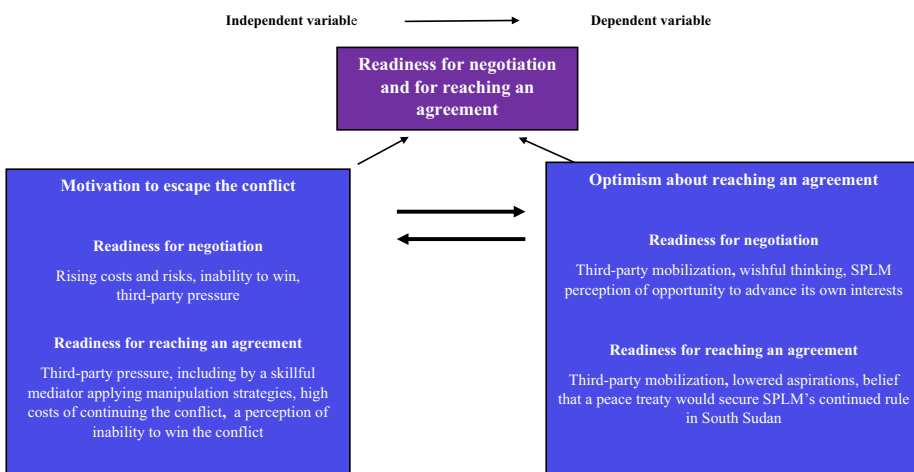 Independent variable
Dependent variable
Readiness for negotiation
and for reaching an
agreement
Motivation to escape the conflict
Readiness for negotiation
Rising costs and risks, inability to win,
third-party pressure
Readiness for reaching an agreement
Third-party pressure, including by a skillful
mediator applying manipulation strategies, high
costs of continuing the conflict, a perception of
inability to win the conflict
Optimism about reaching an agreement
Readiness for negotiation
Third-party mobilization, wishful thinking, SPLM
perception of opportunity to advance its own interests
Readiness for reaching an agreement
Third-party mobilization, lowered aspirations, belief
that a peace treaty would secure SPLM’s continued rule
in South Sudan